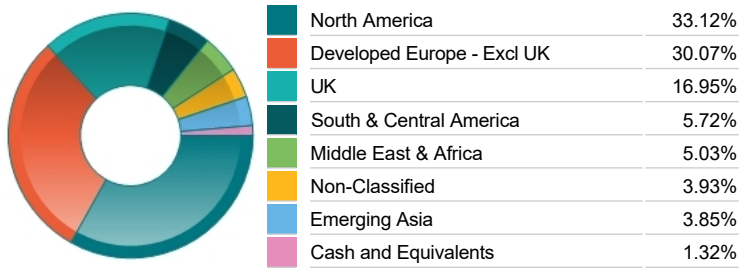 North America 33.12%
Developed Europe - Excl UK 30.07%
UK 16.95%
South & Central America 5.72%
Middle East & Africa 5.03%
Non-Classified 3.93%
Emerging Asia 3.85%
Cash and Equivalents 1.32%